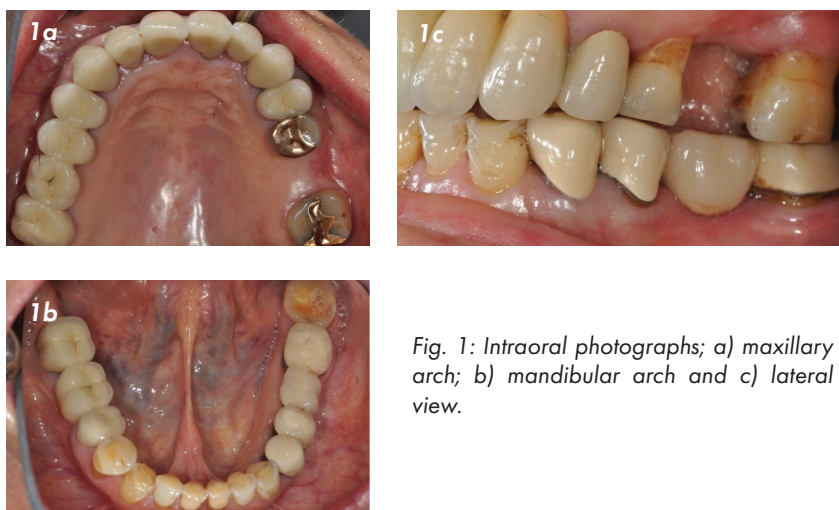 1a
1c
1b
Fig. 1: Intraoral photographs; a) maxillary
arch; b) mandibular arch and c) lateral
view.